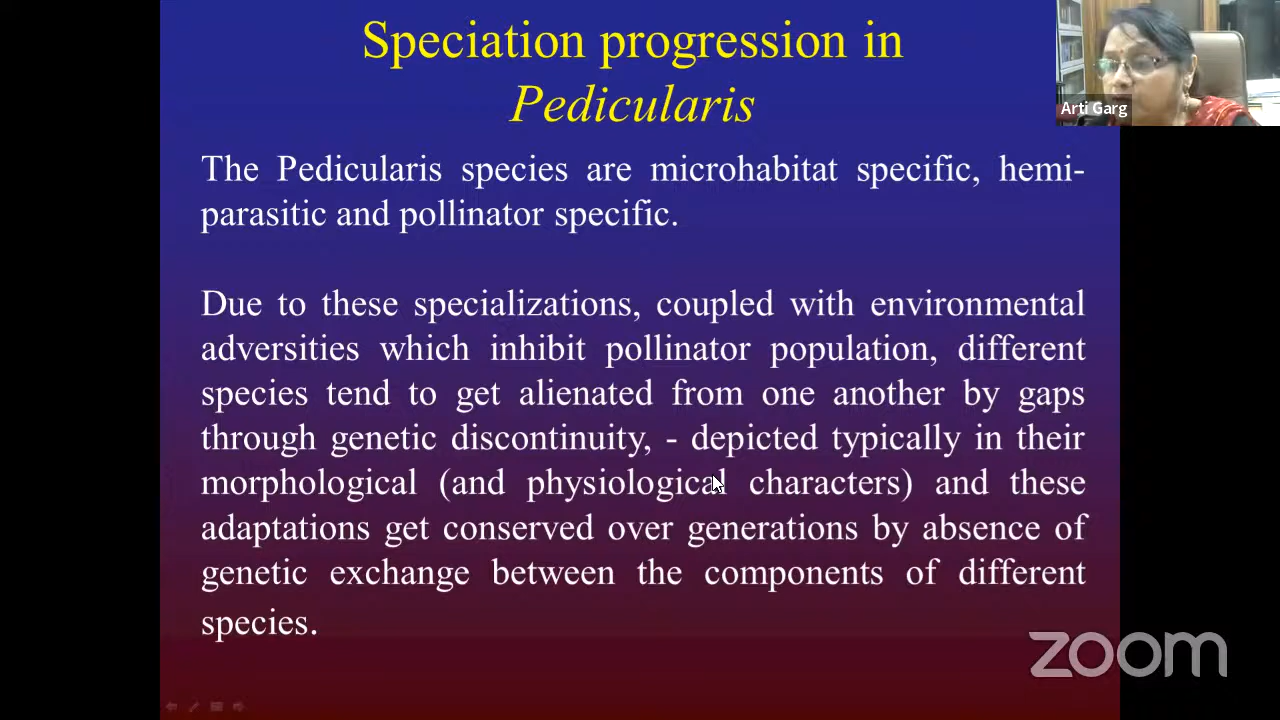 Speciation progression in
Pedicularis
Arti Garg
The Pedicularis species are microhabitat specific, hemi-
parasitic and pollinator specific.
Due to these specializations, coupled with environmental
adversities which inhibit pollinator population, different
species tend to get alienated from one another by gaps
through genetic discontinuity, - depicted typically in their
morphological (and physiological characters) and these
adaptations get conserved over generations by absence of
genetic exchange between the components of different
species.
zoom